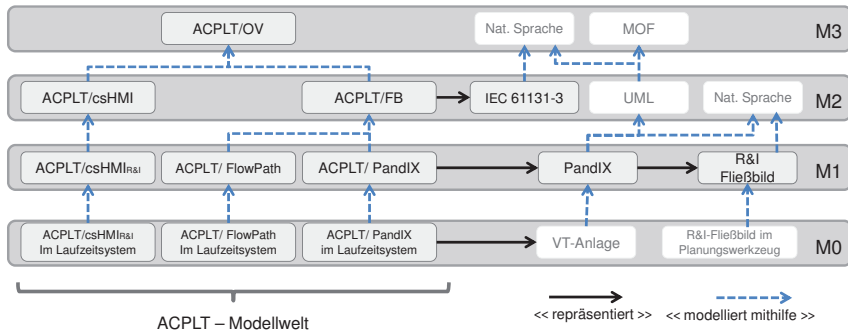 ACPLT/OV
Nat. Sprache
MOF
M3
ACPLT/csHMI
ACPLT/FB
IEC 61131-3
UML
Nat. Sprache
M2
ACPLT/csHMIR&I
ACPLT/ FlowPath
ACPLT/ PandIX
PandIX
R&I
Fließbild
M1
ACPLT/csHMIR&I
Im Laufzeitsystem
ACPLT/ FlowPath
Im Laufzeitsystem
ACPLT/ PandIX
im Laufzeitsystem
VT-Anlage
R&I-Fließbild im
Planungswerkzeug
M0
ACPLT – Modellwelt
<< repräsentiert >>
<< modelliert mithilfe >>